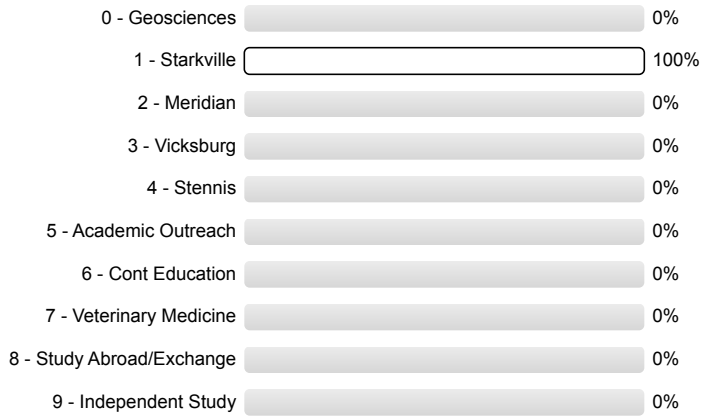 0 - Geosciences 0%
1 - Starkville 100%
2 - Meridian 0%
3 - Vicksburg 0%
4 - Stennis 0%
5 - Academic Outreach 0%
6 - Cont Education 0%
7 - Veterinary Medicine 0%
8 - Study Abroad/Exchange 0%
9 - Independent Study 0%